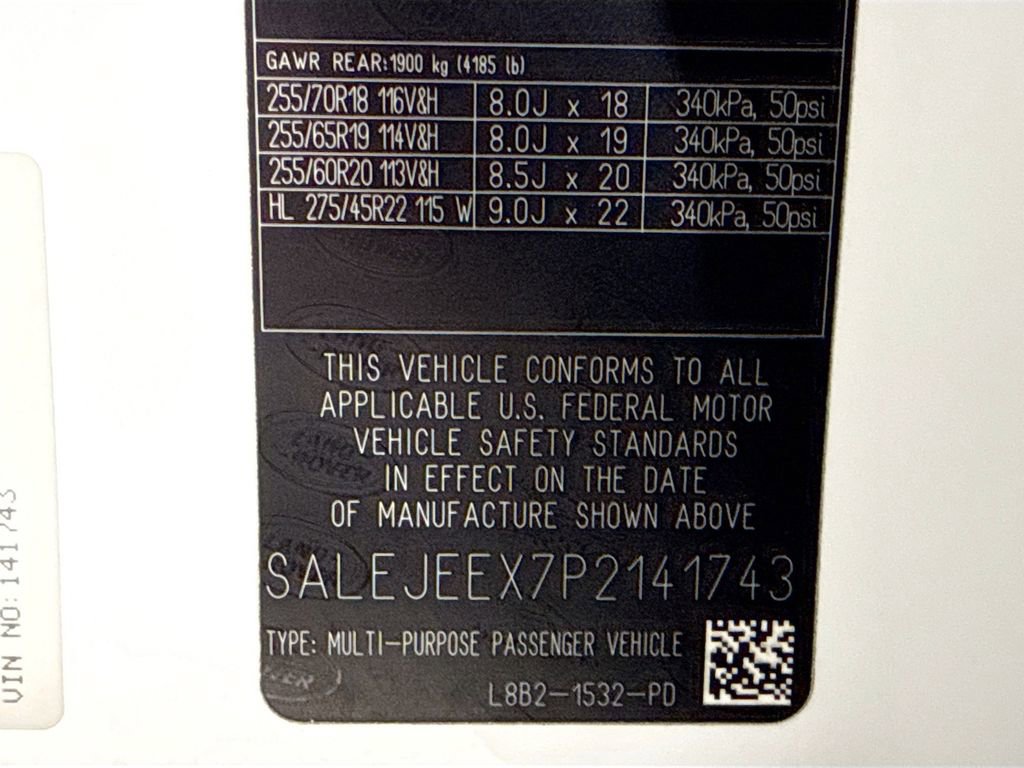 GAWR REAR:1900 kg (4185 lb)
255/70R18 116V&H 8.0J x 18 340kPa, 50psi
255/65R19 114V&H 8.0J x 19 340kPa, 50psi
255/60R20 113V&H 8.5J x 20 340kPa, 50psi
HL 275/45R22 115 W 9.0J x 22 340kPa, 50psi
THIS VEHICLE CONFORMS TO ALL
APPLICABLE U.S. FEDERAL MOTOR
VEHICLE SAFETY STANDARDS
IN EFFECT ON THE DATE
OF MANUFACTURE SHOWN ABOVE
SALEJEEX7P2141743
TYPE: MULTI-PURPOSE PASSENGER VEHICLE
L8B2-1532-PD
VIN NO:141743
LAND
ROVER